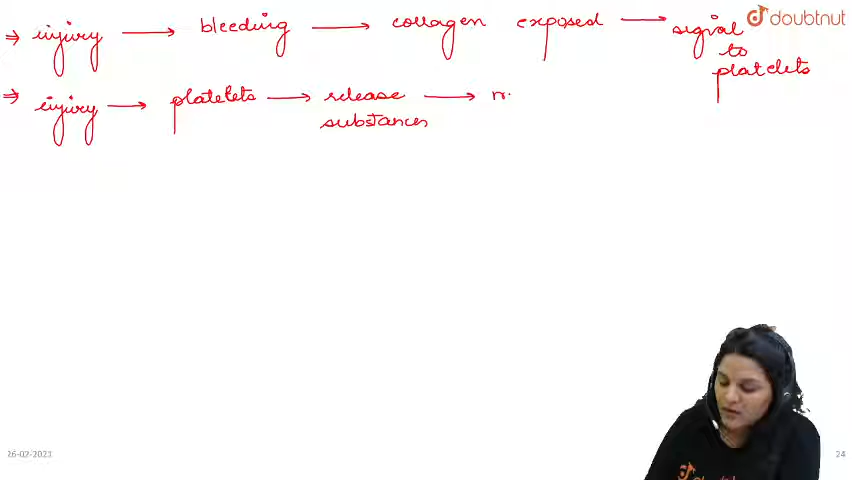 ⇒ injury → bleeding → collagen exposed → signal
to
platelets
⇒ injury → platelets → release → n
substances
doubtnut
26-02-2023
24